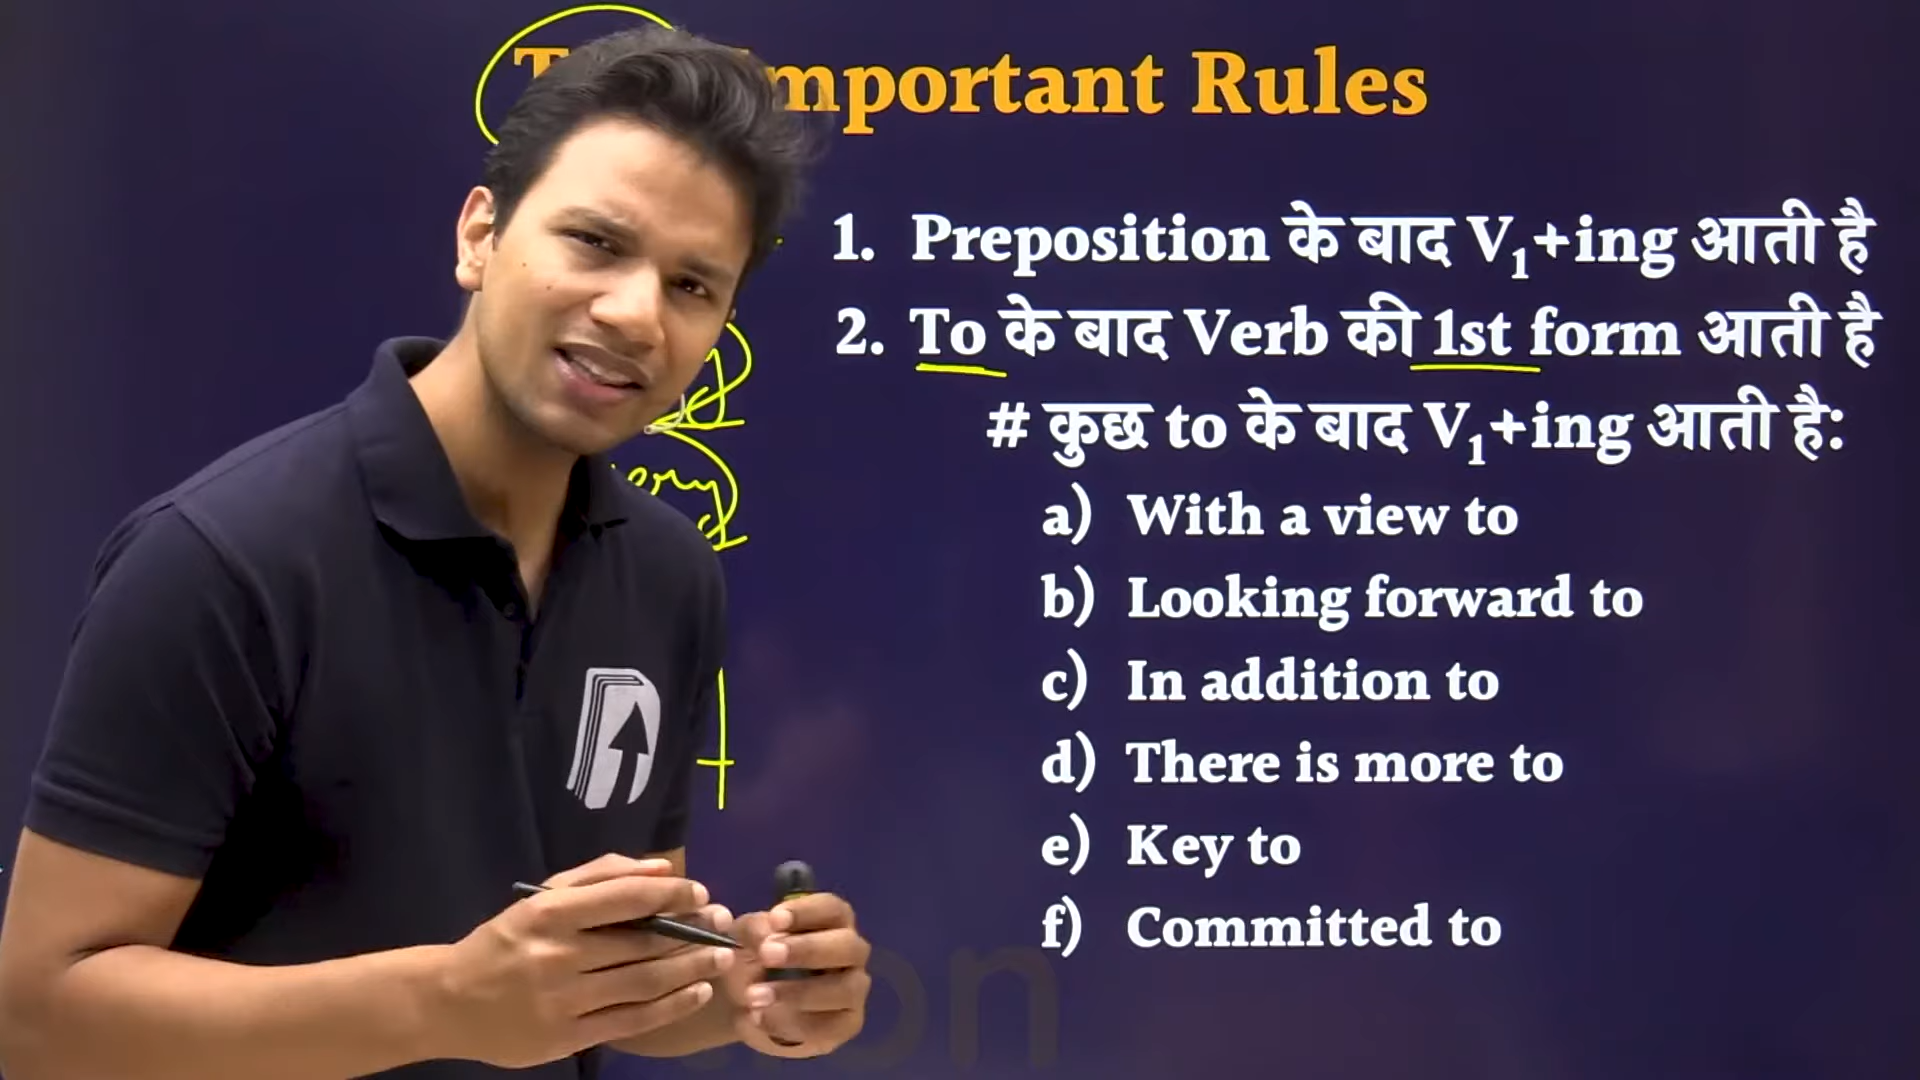 Important Rules
1. Preposition के बाद V₁+ing आती है
2. To के बाद Verb की 1st form आती है
# कुछ to के बाद V₁+ing आती है:
a) With a view to
b) Looking forward to
c) In addition to
d) There is more to
e) Key to
f) Committed to